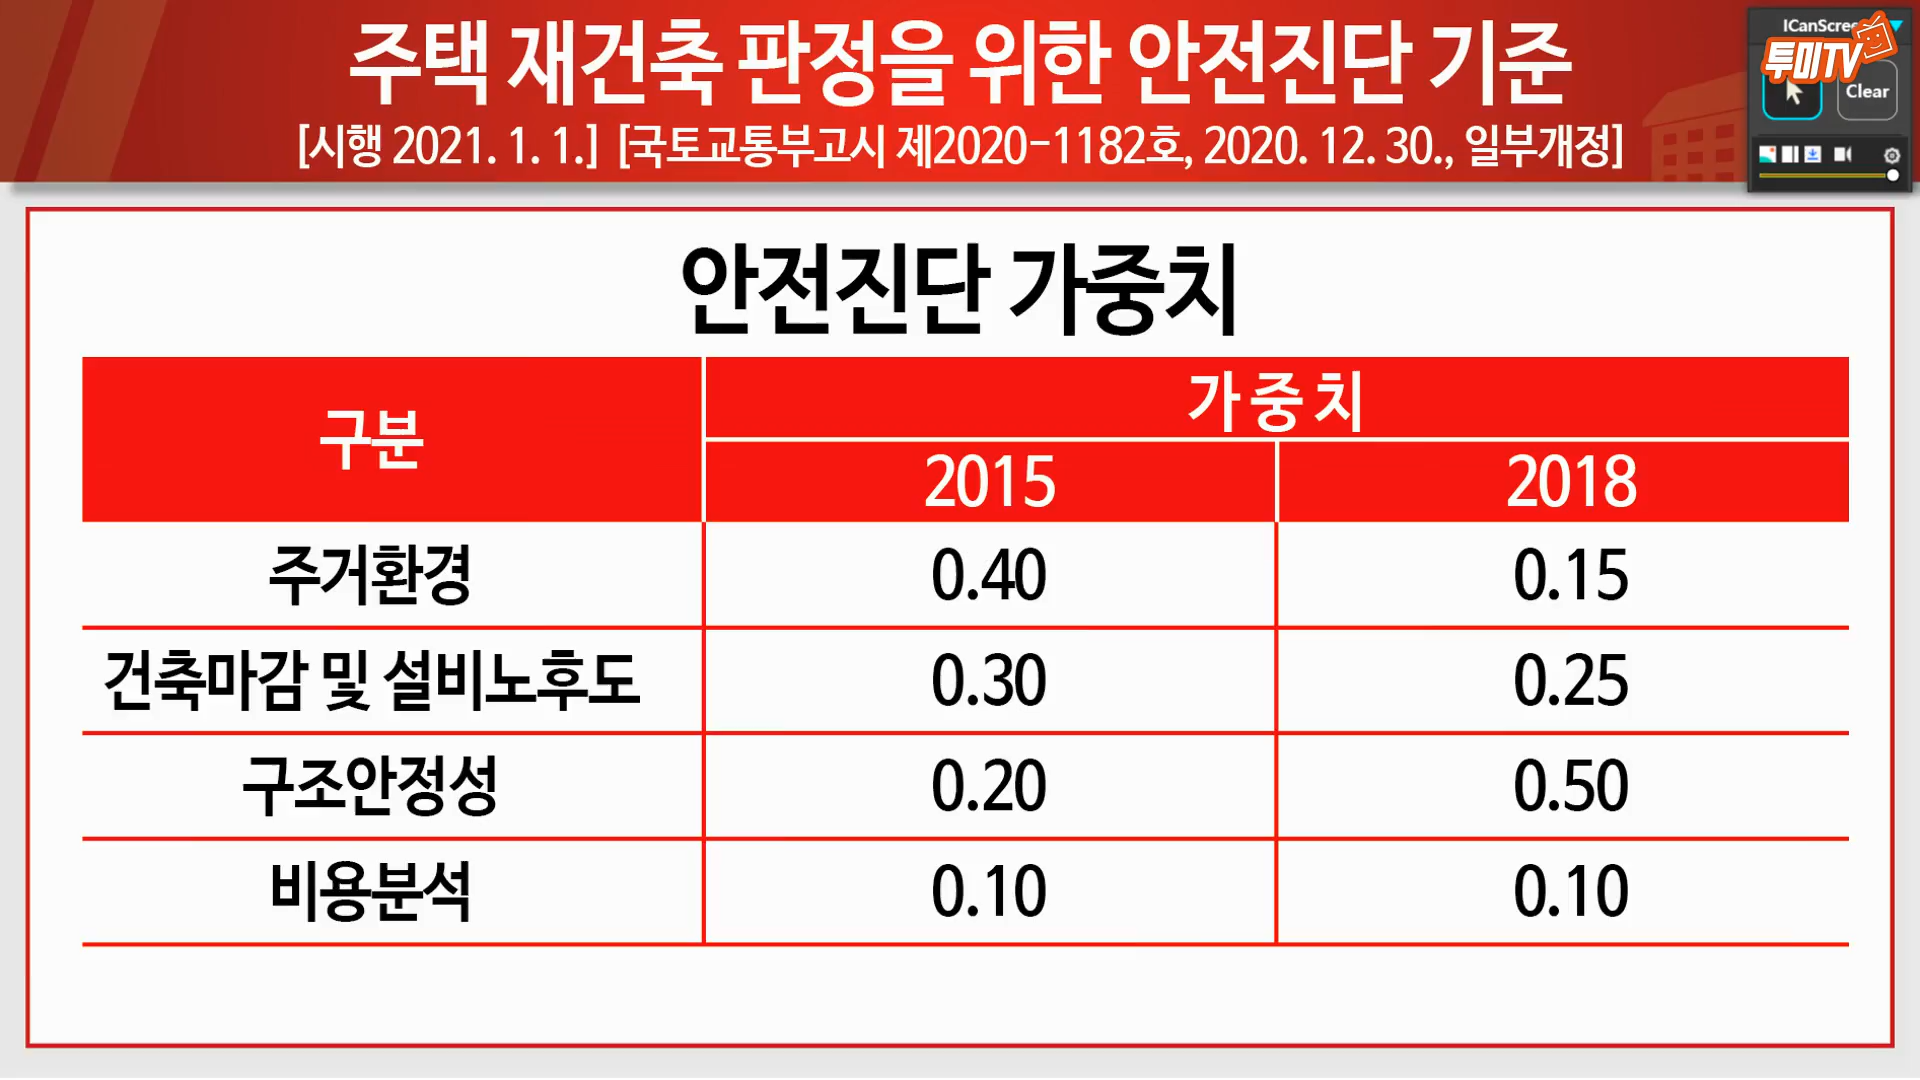 주택 재건축 판정을 위한 안전진단 기준
[시행 2021. 1. 1.] [국토교통부고시 제2020-1182호, 2020. 12. 30., 일부개정]
투미TV
Clear
안전진단 가중치
구분 가중치
2015 2018
주거환경 0.40 0.15
건축마감 및 설비노후도 0.30 0.25
구조안정성 0.20 0.50
비용분석 0.10 0.10